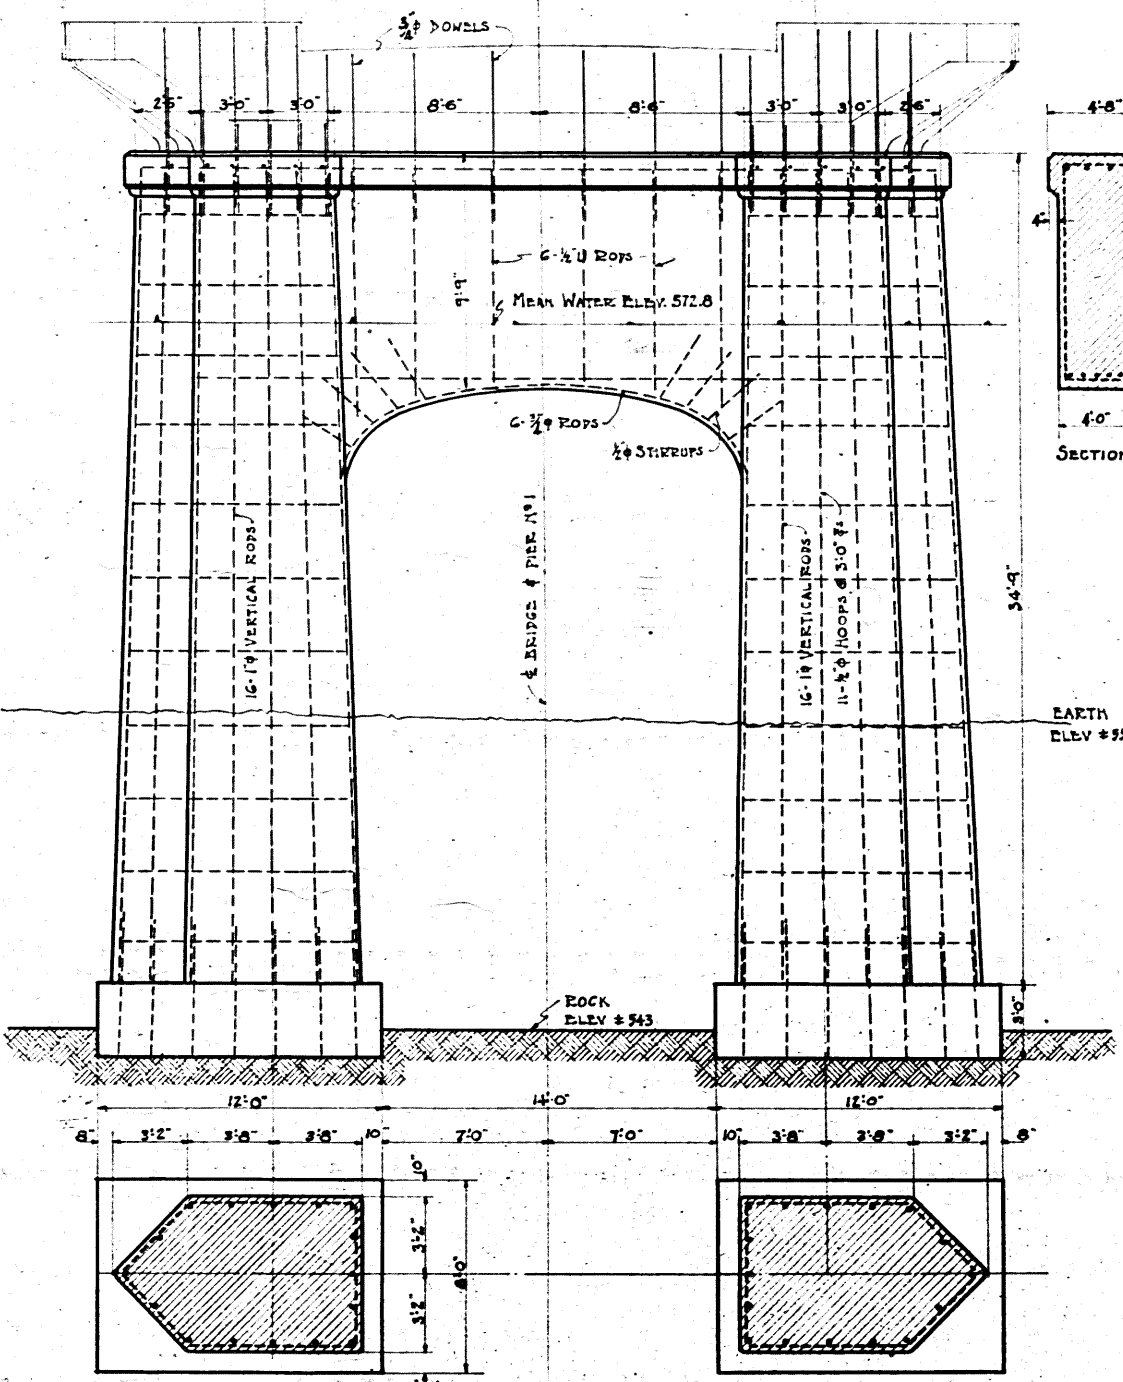 3/4"ϕ DOWELS
2'-6" 3'-0" 3'-0" 8'-6" 8'-6" 3'-0" 3'-0" 2'-6" 4'-8"
4"
6-1/2" U RODS
9'-9"
MEAN WATER ELEV. 572.8
6-3/4"ϕ RODS
1/2"ϕ STIRRUPS
4'-0"
SECTION
16-1"ϕ VERTICAL RODS
℄ BRIDGE & PIER Nº1
16-1"ϕ VERTICAL RODS
11-1/2"ϕ HOOPS @ 3'-0" %
34'-9"
EARTH
ELEV ±
ROCK
ELEV ±543
3'-0"
12'-0" 14'-0" 12'-0"
8" 3'-2" 3'-8" 3'-8" 10" 7'-0" 7'-0" 10" 3'-8" 3'-8" 3'-2" 8"
10"
3'-2"
8'-0"
3'-2"